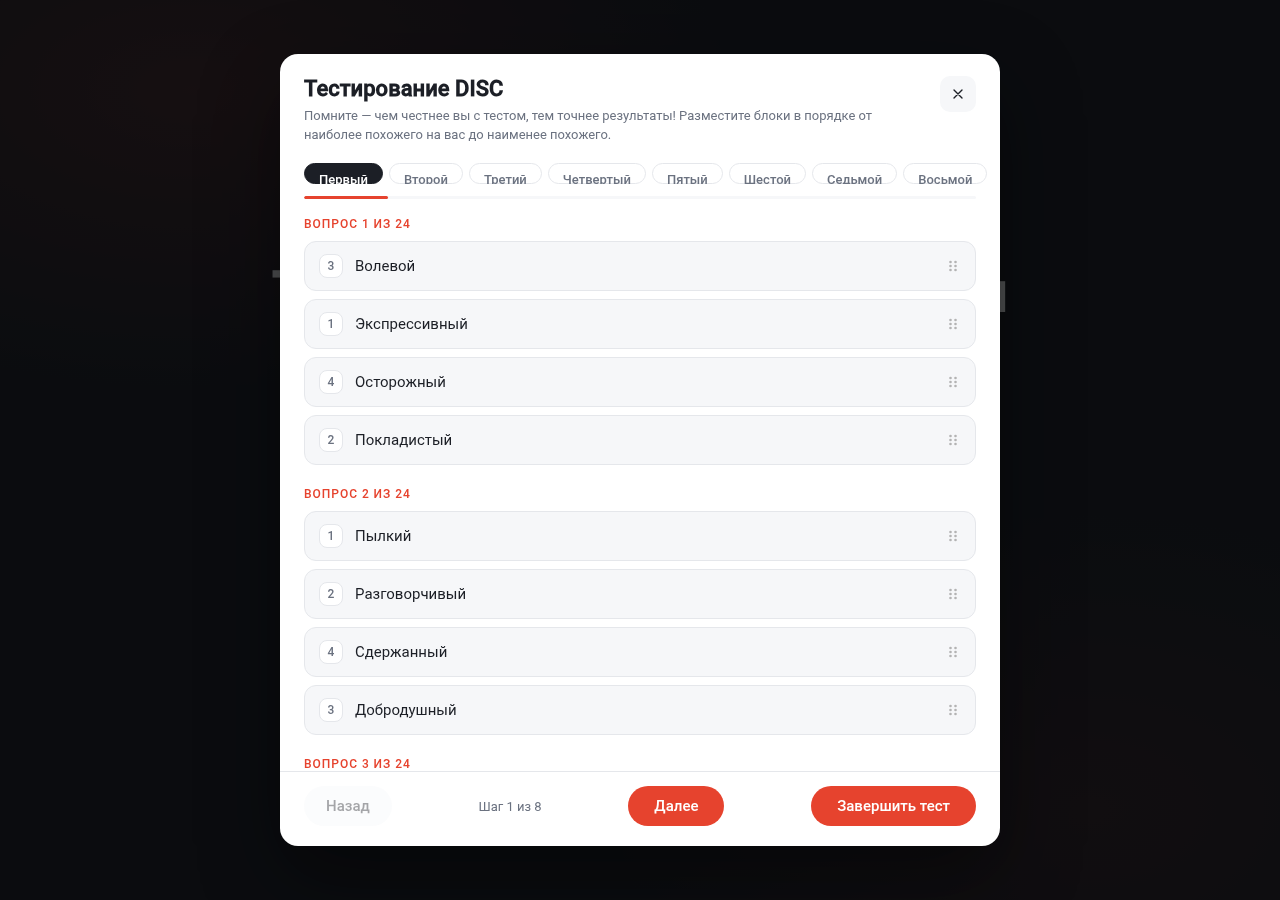 Тестирование DISC
Помните — чем честнее вы с тестом, тем точнее результаты! Разместите блоки в порядке от
наиболее похожего на вас до наименее похожего.
Первый Второй Третий Четвертый Пятый Шестой Седьмой Восьмой
ВОПРОС 1 ИЗ 24
3 Волевой
1 Экспрессивный
4 Осторожный
2 Покладистый
ВОПРОС 2 ИЗ 24
1 Пылкий
2 Разговорчивый
4 Сдержанный
3 Добродушный
ВОПРОС 3 ИЗ 24
Назад Шаг 1 из 8 Далее Завершить тест